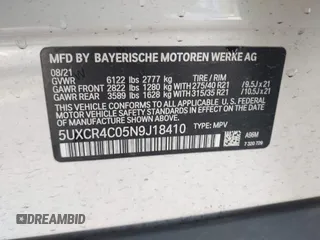 MFD BY BAYERISCHE MOTOREN WERKE AG
08/21 TIRE / RIM
GVWR 6122 lbs 2777 kg
GAWR FRONT 2822 lbs 1280 kg WITH 275/40 R21 /9.5J x 21
GAWR REAR 3589 lbs 1628 kg WITH 315/35 R21 /10.5J x 21
THIS VEHICLE CONFORMS TO ALL APPLICABLE U.S. FEDERAL
MOTOR VEHICLE SAFETY STANDARDS IN EFFECT ON THE DATE OF
MANUFACTURE SHOWN ABOVE.
5UXCR4C05N9J18410 TYPE: MPV
DREAMBID